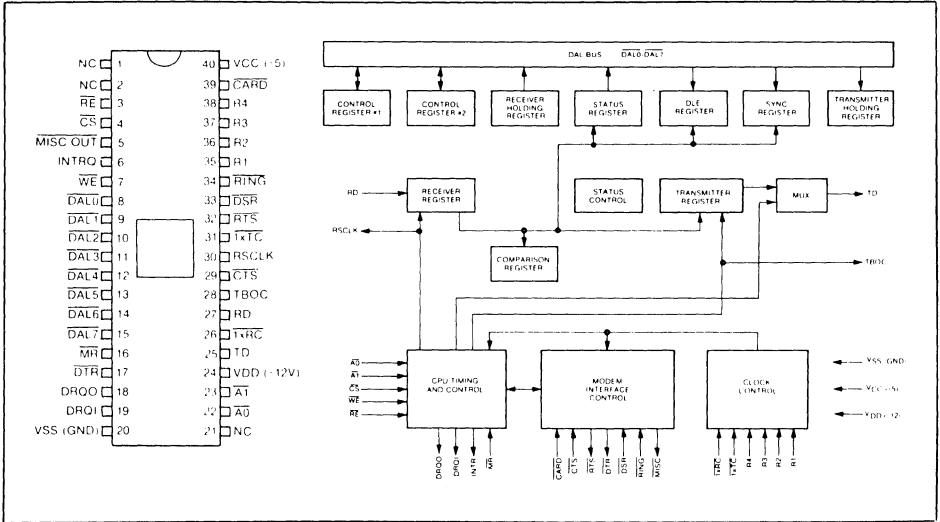 NC 1
NC 2
RE 3
CS 4
MISC OUT 5
INTRQ 6
WE 7
DAL0 8
DAL1 9
DAL2 10
DAL3 11
DAL4 12
DAL5 13
DAL6 14
DAL7 15
MR 16
DTR 17
DRQO 18
DRQI 19
VSS (GND) 20
40 VCC (-5)
39 CARD
38 R4
37 R3
36 R2
35 R1
34 RING
33 DSR
32 RTS
31 1xTC
30 RSCLK
29 CTS
28 TBOC
27 RD
26 1xRC
25 TD
24 VDD (-12V)
23 A1
22 A0
21 NC
DAL BUS DAL0-DAL7
CONTROL REGISTER #1
CONTROL REGISTER #2
RECEIVER HOLDING REGISTER
STATUS REGISTER
DLE REGISTER
SYNC REGISTER
TRANSMITTER HOLDING REGISTER
RD
RECEIVER REGISTER
STATUS CONTROL
TRANSMITTER REGISTER
MUX
TD
RSCLK
COMPARISON REGISTER
TBOC
A0
A1
CS
WE
RE
CPU TIMING AND CONTROL
MODEM INTERFACE CONTROL
CLOCK CONTROL
VSS (GND)
VCC (-5)
VDD (-12)
DRQO
DRQI
INTR
MR
CARD
CTS
RTS
DTR
DSR
RING
MISC
1xRC
1xTC
R4
R3
R2
R1